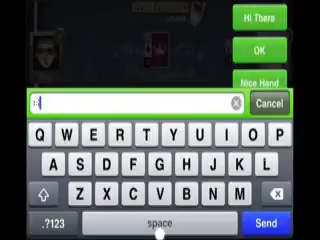 Hi There
OK
Nice Hand
Cancel
Q W E R T Y U I O P
A S D F G H J K L
Z X C V B N M
.?123 space Send